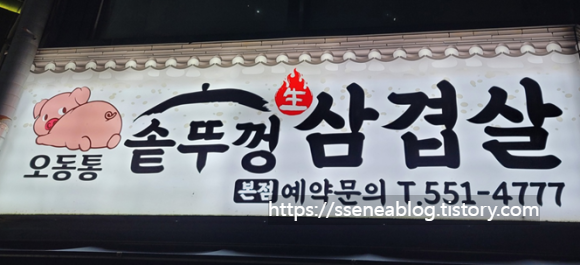 오동통 솥뚜껑 生 삼겹살
본점 예약문의 T.551-4777
https://sseneablog.tistory.com